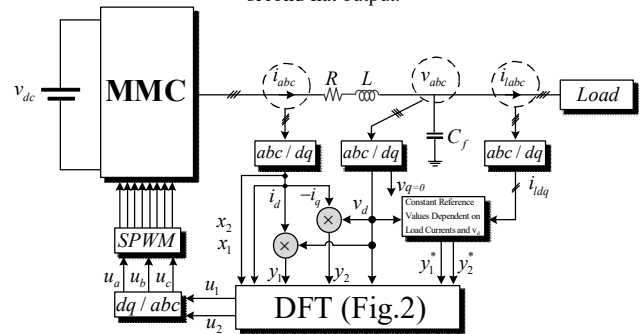 second flat output.
MMC
v_dc
i_abc
R
L
v_abc
i_labc
Load
C_f
abc / dq
abc / dq
abc / dq
v_q=0
i_ldq
i_d
-i_q
v_d
x_2
x_1
×
×
Constant Reference
Values Dependent on
Load Currents and v_d
y_1
y_2
y_1^*
y_2^*
SPWM
u_a
u_b
u_c
dq / abc
u_1
u_2
DFT (Fig.2)